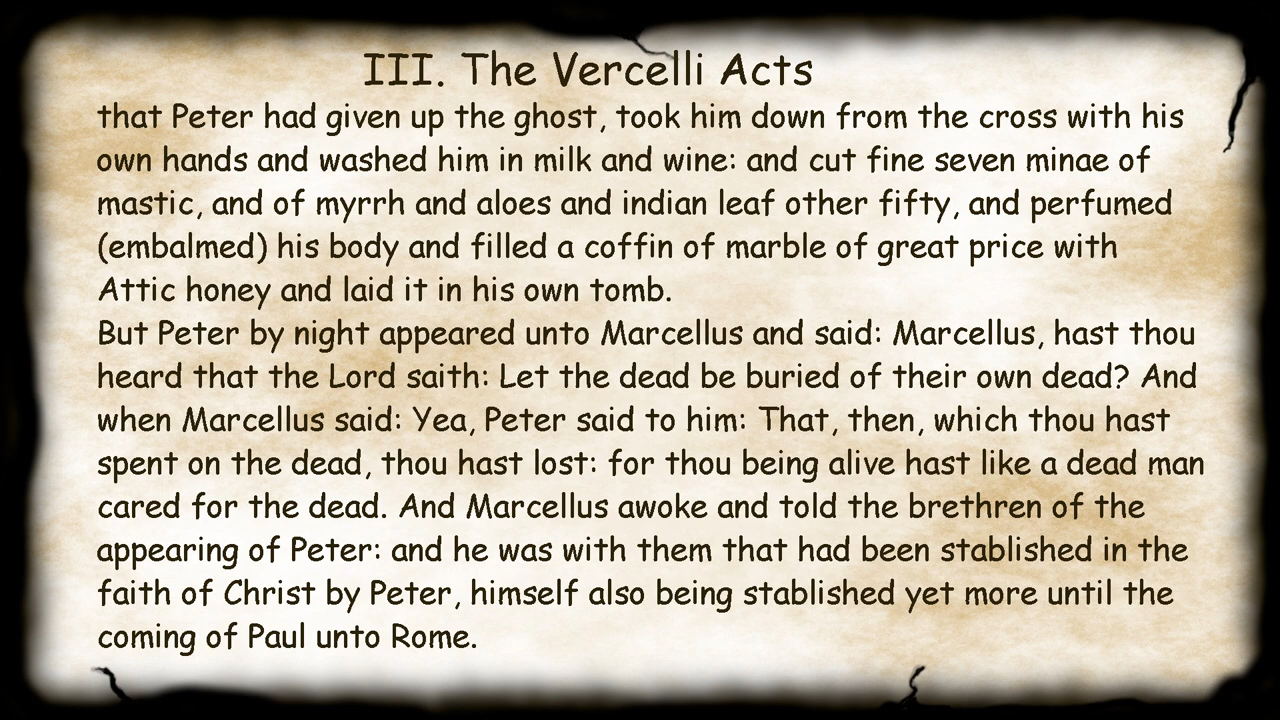 III. The Vercelli Acts
that Peter had given up the ghost, took him down from the cross with his
own hands and washed him in milk and wine: and cut fine seven minae of
mastic, and of myrrh and aloes and indian leaf other fifty, and perfumed
(embalmed) his body and filled a coffin of marble of great price with
Attic honey and laid it in his own tomb.
But Peter by night appeared unto Marcellus and said: Marcellus, hast thou
heard that the Lord saith: Let the dead be buried of their own dead? And
when Marcellus said: Yea, Peter said to him: That, then, which thou hast
spent on the dead, thou hast lost: for thou being alive hast like a dead man
cared for the dead. And Marcellus awoke and told the brethren of the
appearing of Peter: and he was with them that had been stablished in the
faith of Christ by Peter, himself also being stablished yet more until the
coming of Paul unto Rome.